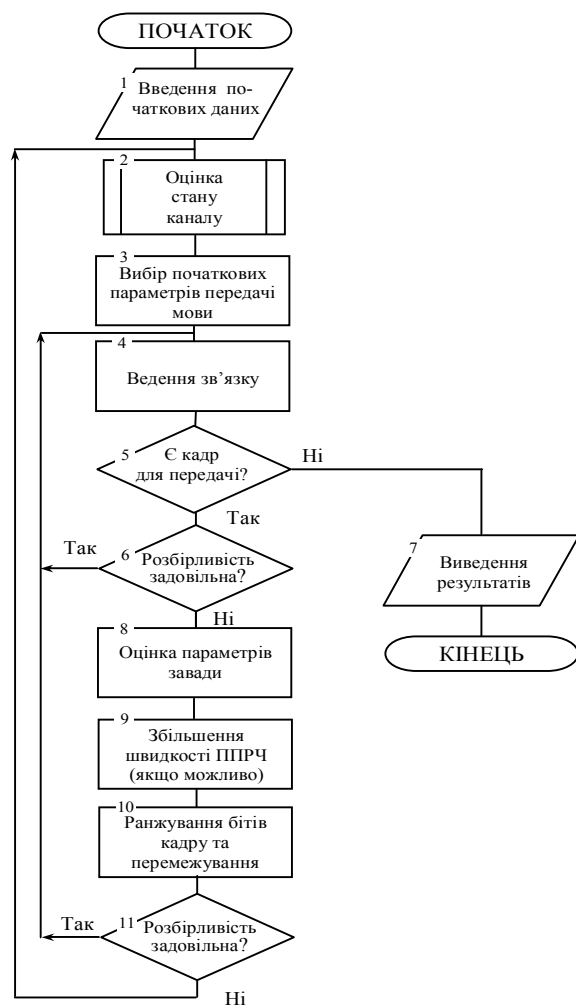 ПОЧАТОК
1
Введення по-
чаткових даних
2
Оцінка
стану
каналу
3
Вибір початкових
параметрів передачі
мови
4
Ведення зв’язку
5
Є кадр
для передачі?
Ні
Так
6
Розбірливість
задовільна?
Так
Ні
7
Виведення
результатів
КІНЕЦЬ
8
Оцінка параметрів
завади
9
Збільшення
швидкості ППРЧ
(якщо можливо)
10
Ранжування бітів
кадру та
перемежування
11
Розбірливість
задовільна?
Так
Ні